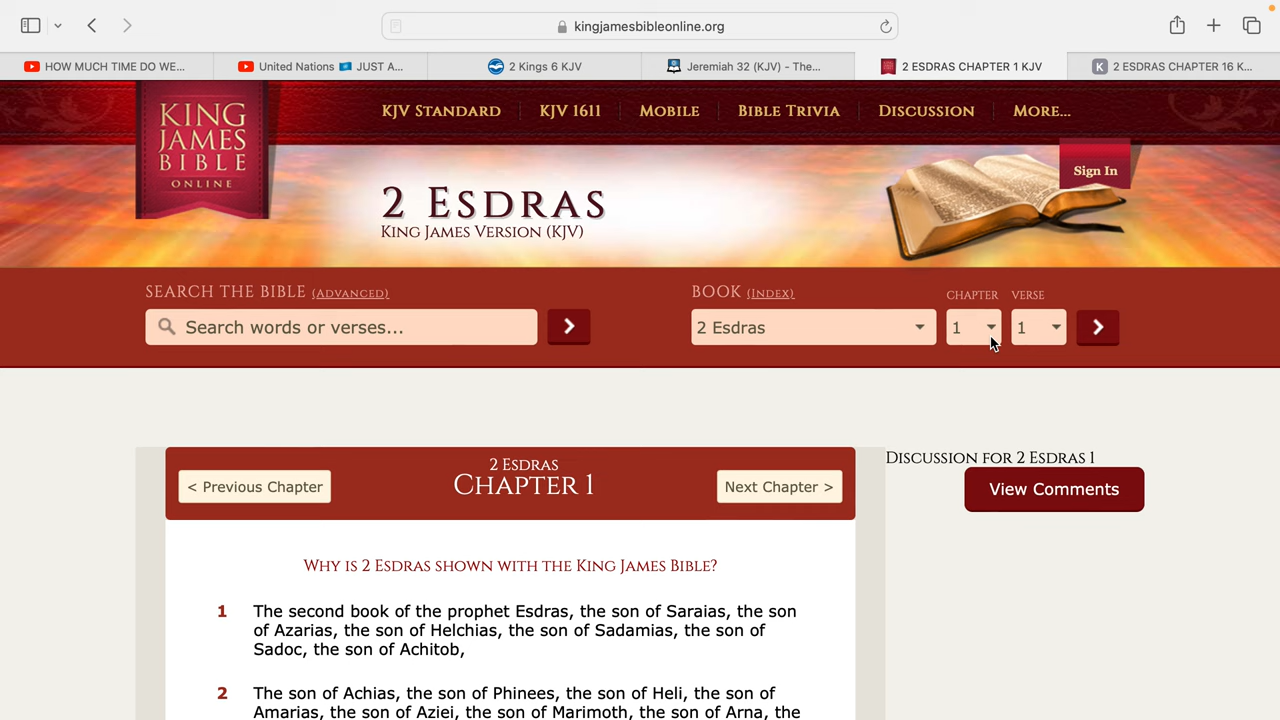 kingjamesbibleonline.org
HOW MUCH TIME DO WE...
United Nations 🇰🇿 JUST A...
2 Kings 6 KJV
Jeremiah 32 (KJV) - The...
2 ESDRAS CHAPTER 1 KJV
K 2 ESDRAS CHAPTER 16 K...
KING
JAMES
BIBLE
ONLINE
KJV STANDARD
KJV 1611
MOBILE
BIBLE TRIVIA
DISCUSSION
MORE...
Sign In
2 ESDRAS
KING JAMES VERSION (KJV)
SEARCH THE BIBLE (ADVANCED)
Search words or verses...
BOOK (INDEX)
CHAPTER
VERSE
2 Esdras
1
1
2 ESDRAS
CHAPTER 1
< Previous Chapter
Next Chapter >
DISCUSSION FOR 2 ESDRAS 1
View Comments
WHY IS 2 ESDRAS SHOWN WITH THE KING JAMES BIBLE?
1 The second book of the prophet Esdras, the son of Saraias, the son
of Azarias, the son of Helchias, the son of Sadamias, the son of
Sadoc, the son of Achitob,
2 The son of Achias, the son of Phinees, the son of Heli, the son of
Amarias, the son of Aziei, the son of Marimoth, the son of Arna, the